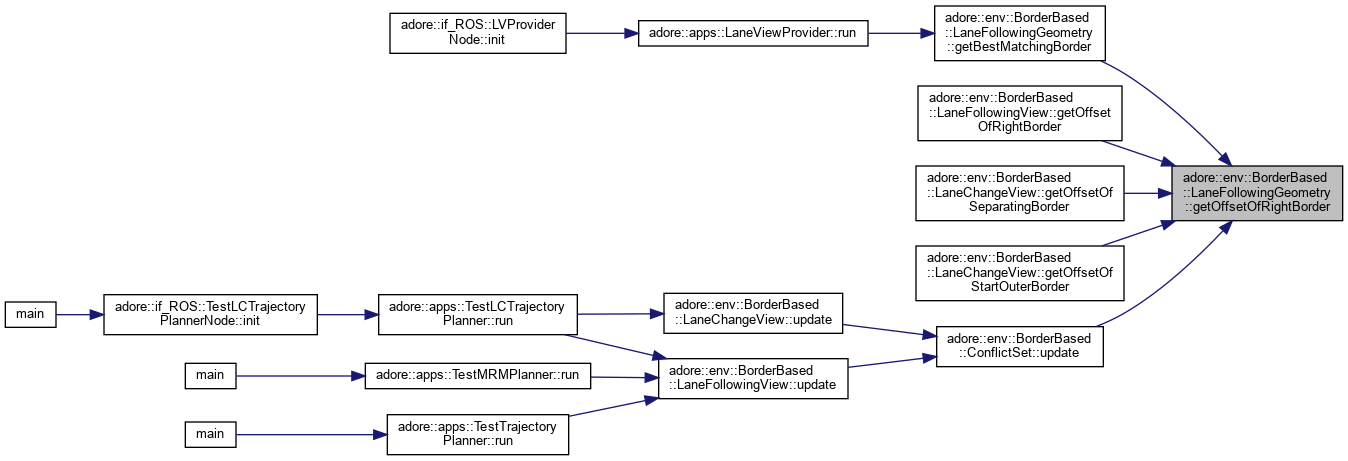 adore::if_ROS::LVProvider
Node::init
adore::apps::LaneViewProvider::run
adore::env::BorderBased
::LaneFollowingGeometry
::getBestMatchingBorder
adore::env::BorderBased
::LaneFollowingView::getOffset
OfRightBorder
adore::env::BorderBased
::LaneChangeView::getOffsetOf
SeparatingBorder
adore::env::BorderBased
::LaneFollowingGeometry
::getOffsetOfRightBorder
adore::env::BorderBased
::LaneChangeView::getOffsetOf
StartOuterBorder
main
adore::if_ROS::TestLCTrajectory
PlannerNode::init
adore::apps::TestLCTrajectory
Planner::run
adore::env::BorderBased
::LaneChangeView::update
adore::env::BorderBased
::ConflictSet::update
main
adore::apps::TestMRMPlanner::run
adore::env::BorderBased
::LaneFollowingView::update
main
adore::apps::TestTrajectory
Planner::run